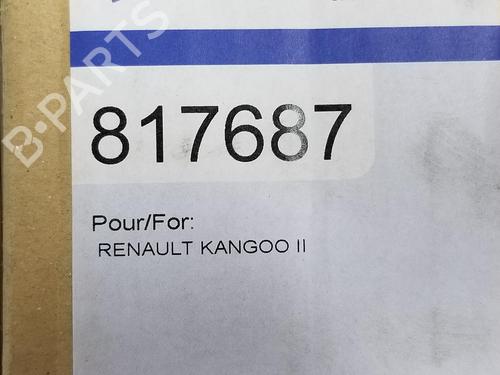 B-PARTS
817687
Pour/For:
RENAULT KANGOO II